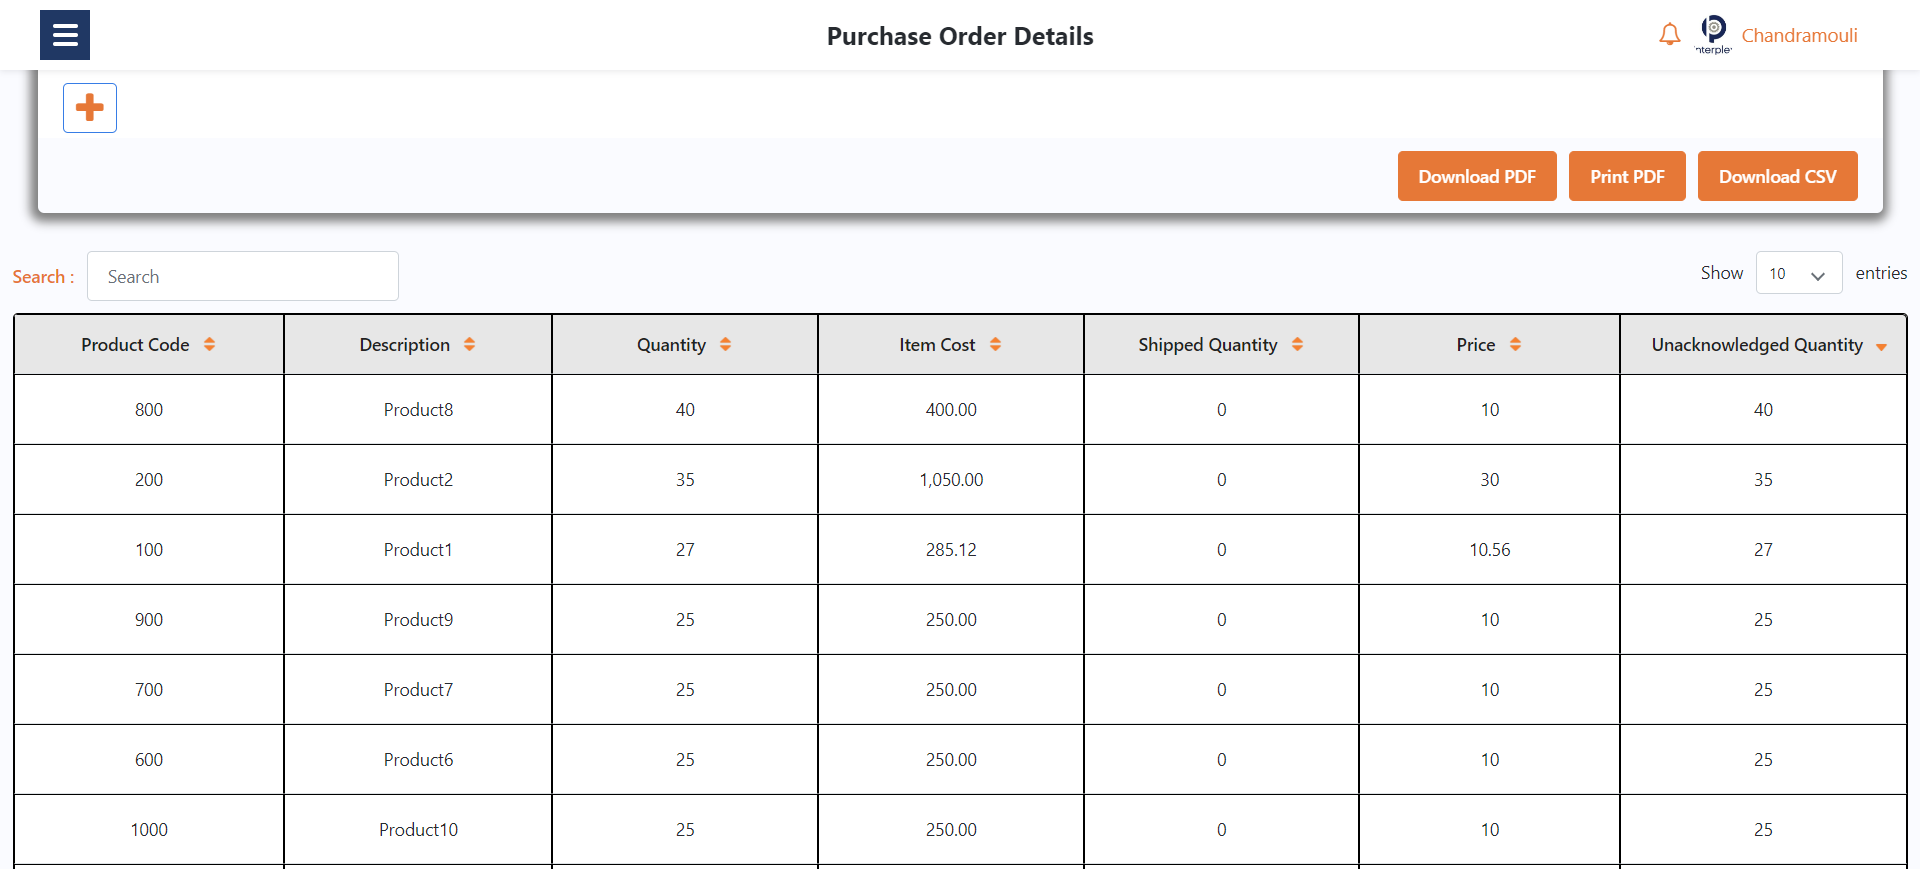 Purchase Order Details
nterple
Chandramouli
Download PDF
Print PDF
Download CSV
Search :
Search
Show 10 entries
Product Code Description Quantity Item Cost Shipped Quantity Price Unacknowledged Quantity
800 Product8 40 400.00 0 10 40
200 Product2 35 1,050.00 0 30 35
100 Product1 27 285.12 0 10.56 27
900 Product9 25 250.00 0 10 25
700 Product7 25 250.00 0 10 25
600 Product6 25 250.00 0 10 25
1000 Product10 25 250.00 0 10 25